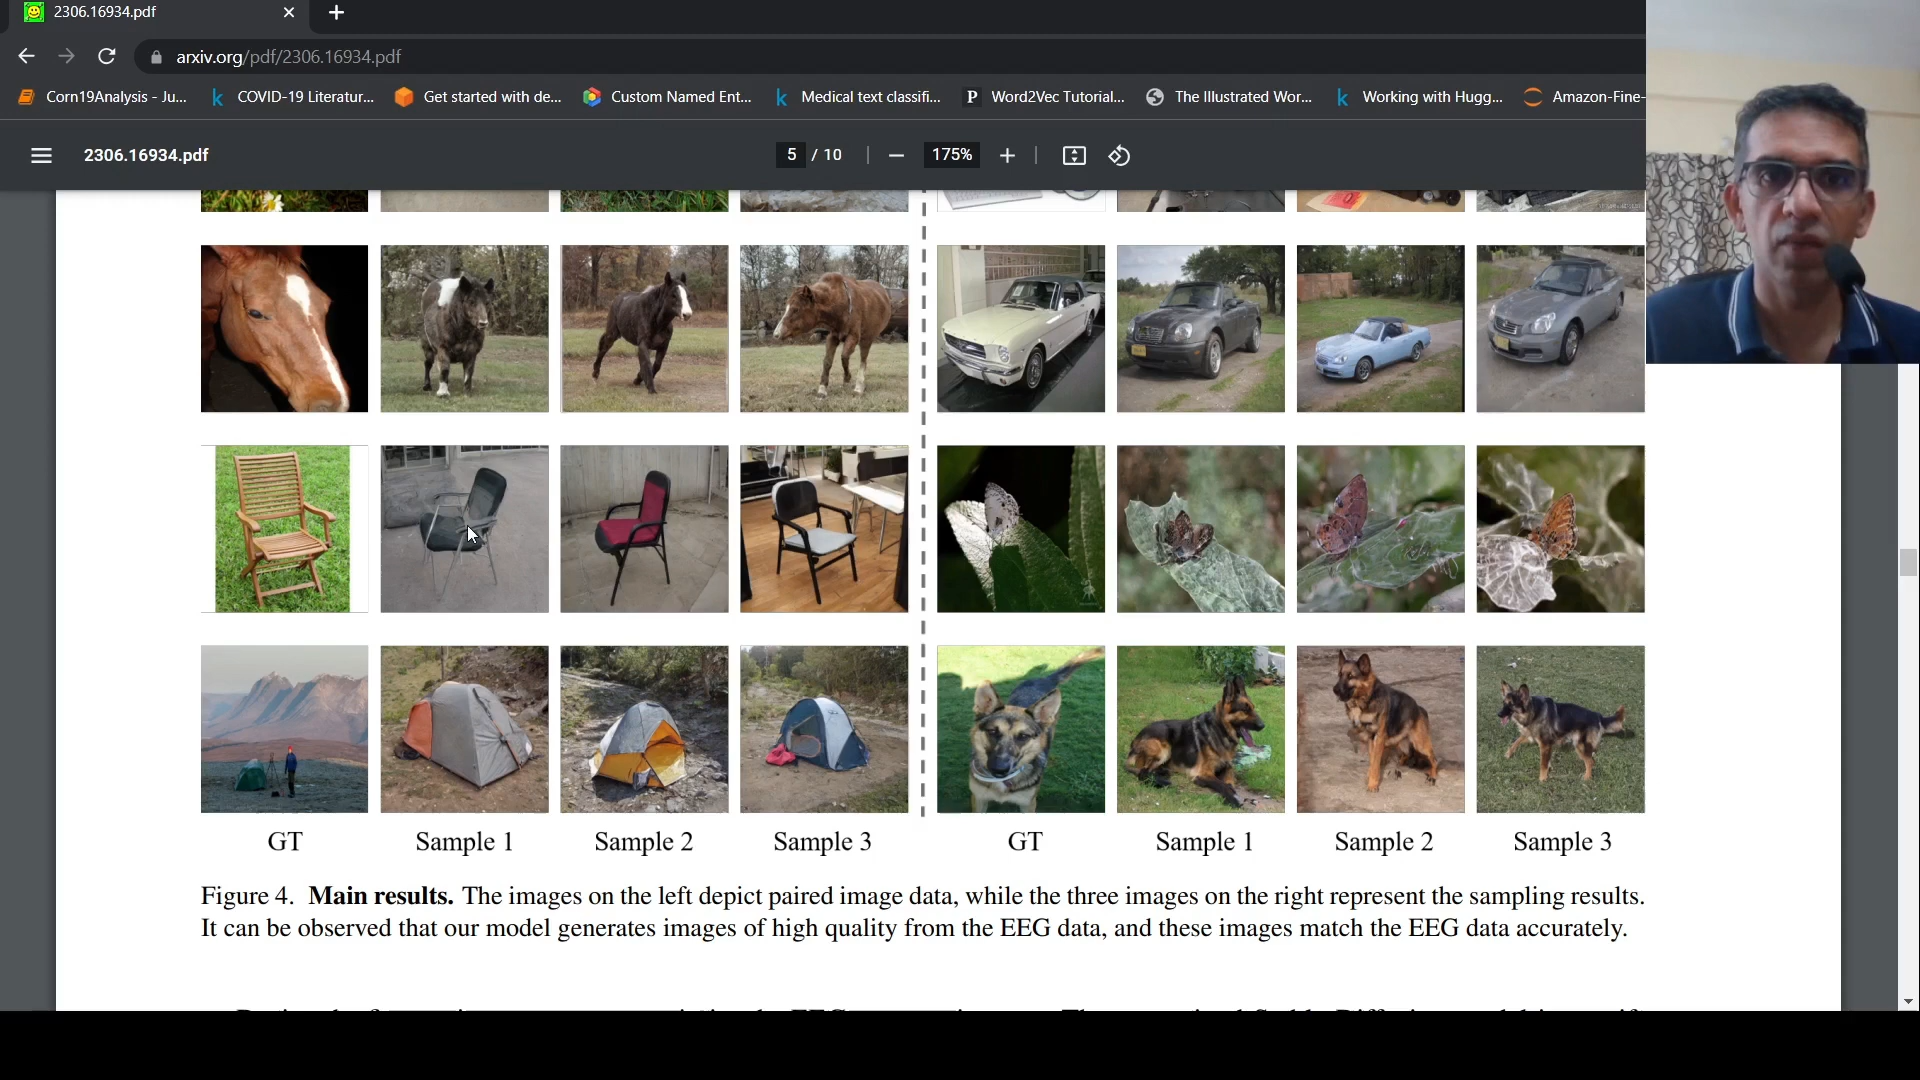 2306.16934.pdf
arxiv.org/pdf/2306.16934.pdf
Corn19Analysis - Ju... COVID-19 Literatur... Get started with de... Custom Named Ent... Medical text classifi... Word2Vec Tutorial... The Illustrated Wor... Working with Hugg... Amazon-Fine-
2306.16934.pdf 5 / 10 175%
GT Sample 1 Sample 2 Sample 3 GT Sample 1 Sample 2 Sample 3
Figure 4. Main results. The images on the left depict paired image data, while the three images on the right represent the sampling results.
It can be observed that our model generates images of high quality from the EEG data, and these images match the EEG data accurately.